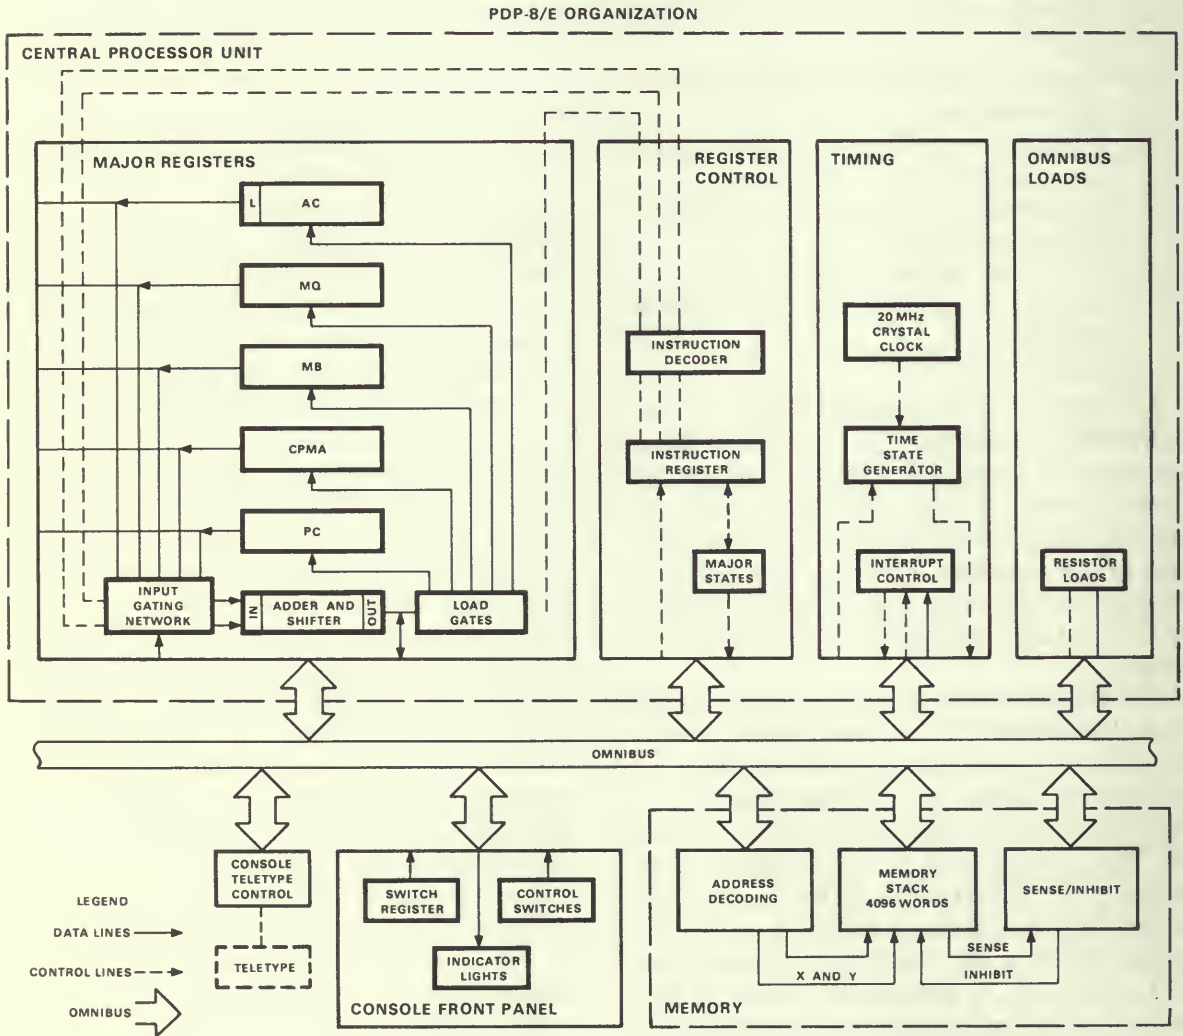 PDP-8/E ORGANIZATION
CENTRAL PROCESSOR UNIT
MAJOR REGISTERS
L
AC
MQ
MB
CPMA
PC
INPUT
GATING
NETWORK
IN
ADDER AND
SHIFTER
OUT
LOAD
GATES
REGISTER
CONTROL
INSTRUCTION
DECODER
INSTRUCTION
REGISTER
MAJOR
STATES
TIMING
20 MHz
CRYSTAL
CLOCK
TIME
STATE
GENERATOR
INTERRUPT
CONTROL
OMNIBUS
LOADS
RESISTOR
LOADS
OMNIBUS
LEGEND
DATA LINES
CONTROL LINES
OMNIBUS
CONSOLE
TELETYPE
CONTROL
TELETYPE
SWITCH
REGISTER
CONTROL
SWITCHES
INDICATOR
LIGHTS
CONSOLE FRONT PANEL
ADDRESS
DECODING
MEMORY
STACK
4096 WORDS
SENSE/INHIBIT
SENSE
X AND Y
INHIBIT
MEMORY